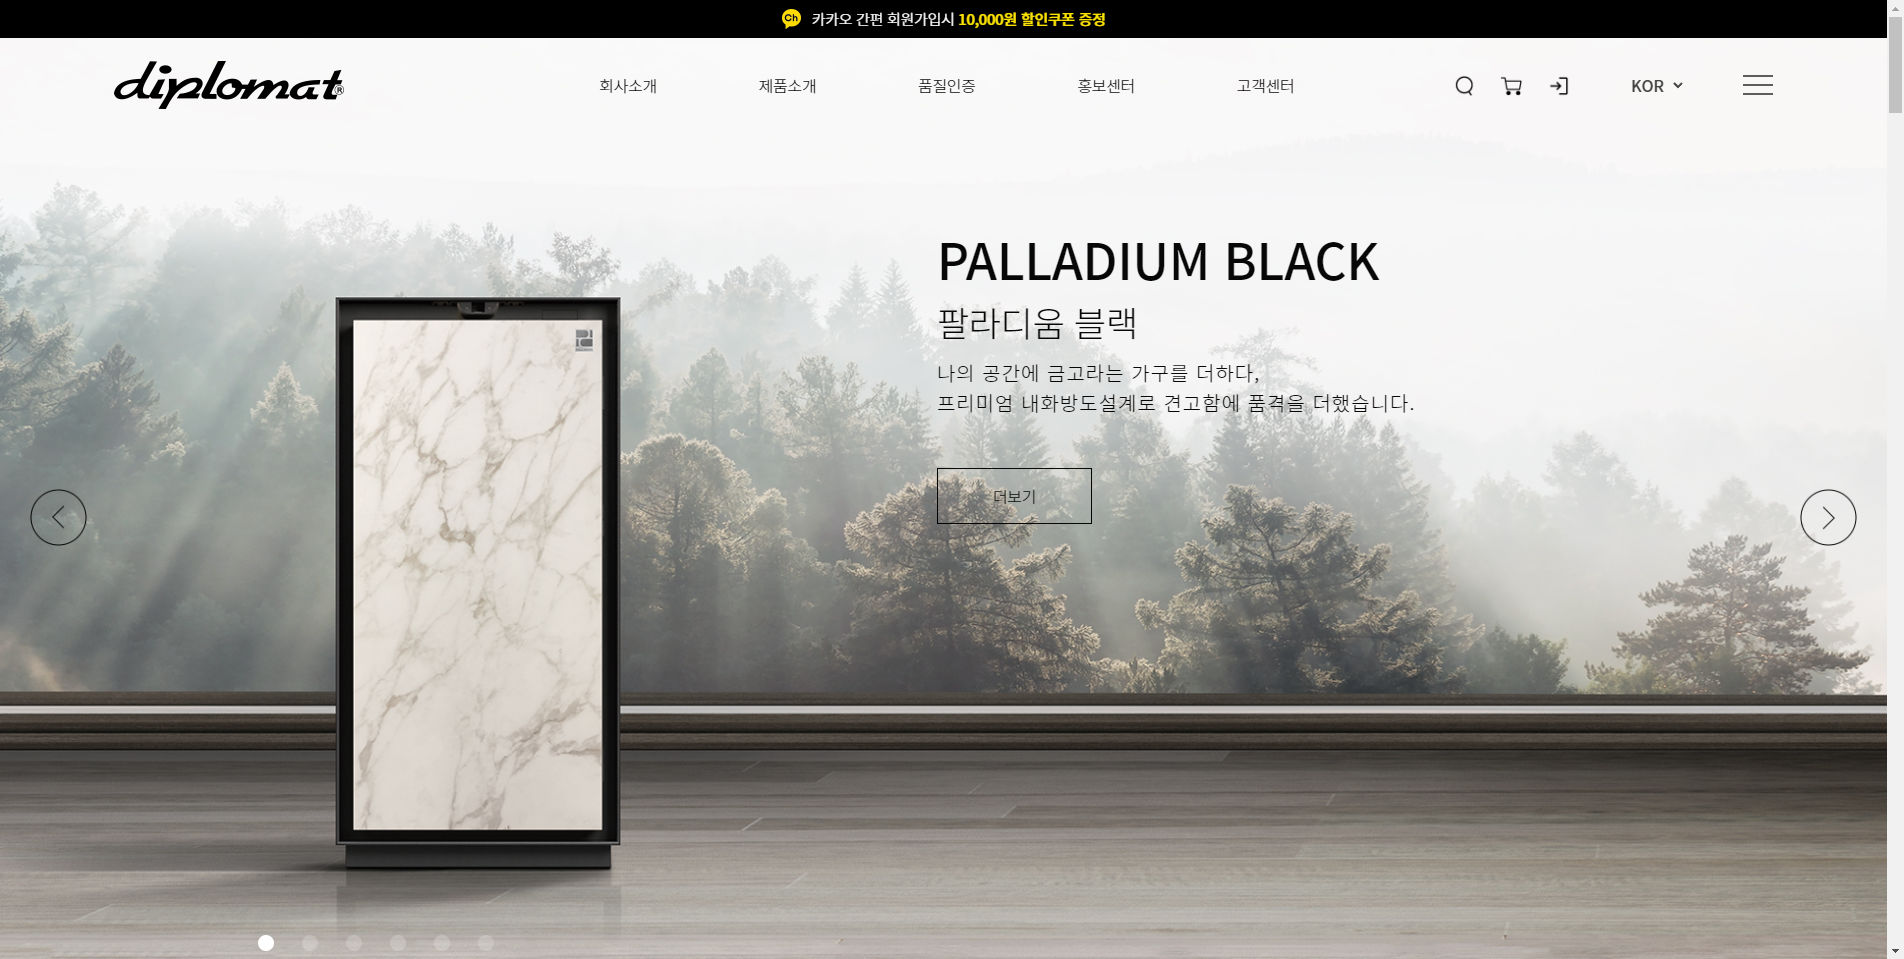 Ch 카카오 간편 회원가입시 10,000원 할인쿠폰 증정
diplomat®
회사소개 제품소개 품질인증 홍보센터 고객센터 KOR
PALLADIUM BLACK
팔라디움 블랙
나의 공간에 금고라는 가구를 더하다,
프리미엄 내화방도설계로 견고함에 품격을 더했습니다.
더보기